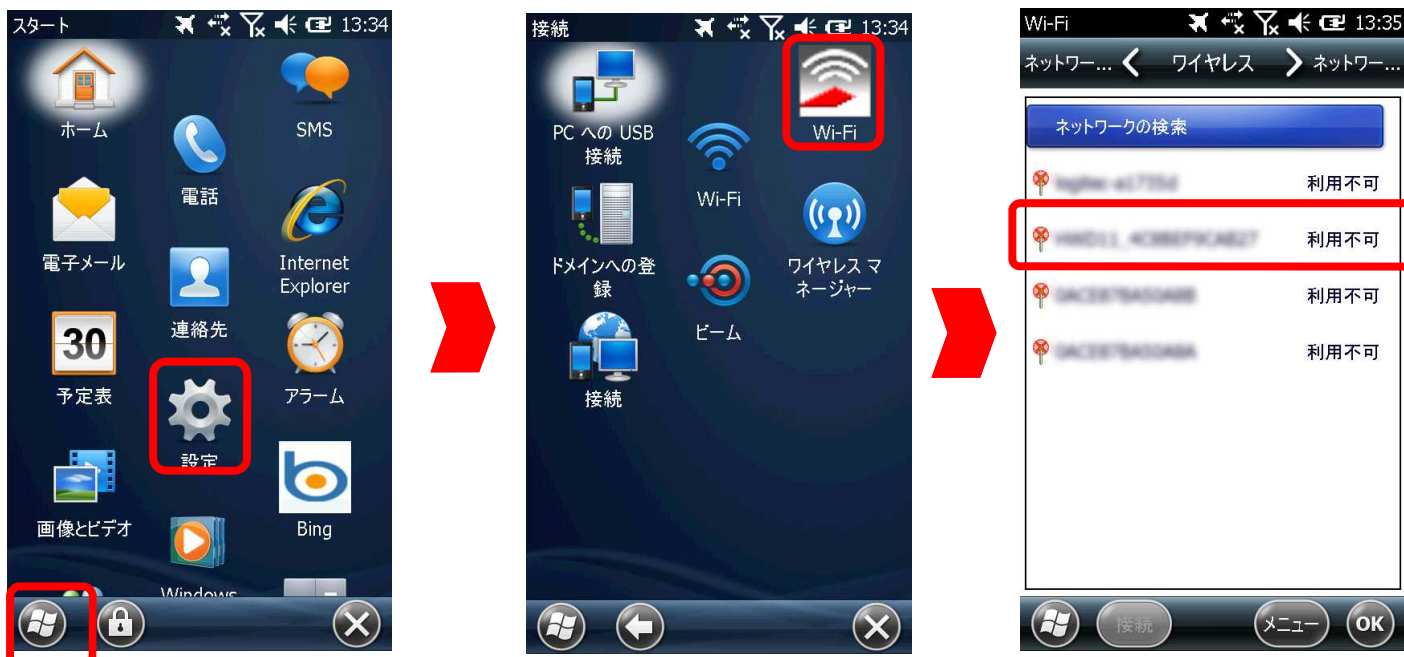 スタート
13:34
ホーム
SMS
電話
電子メール
Internet
Explorer
連絡先
30
予定表
アラーム
設定
b
画像とビデオ
Bing
Windows
接続
13:34
PC への USB
接続
Wi-Fi
Wi-Fi
ドメインへの登
録
ワイヤレス マ
ネージャー
ビーム
接続
Wi-Fi
13:35
ネットワー...
ワイヤレス
ネットワー...
ネットワークの検索
利用不可
利用不可
利用不可
利用不可
接続
メニュー
OK